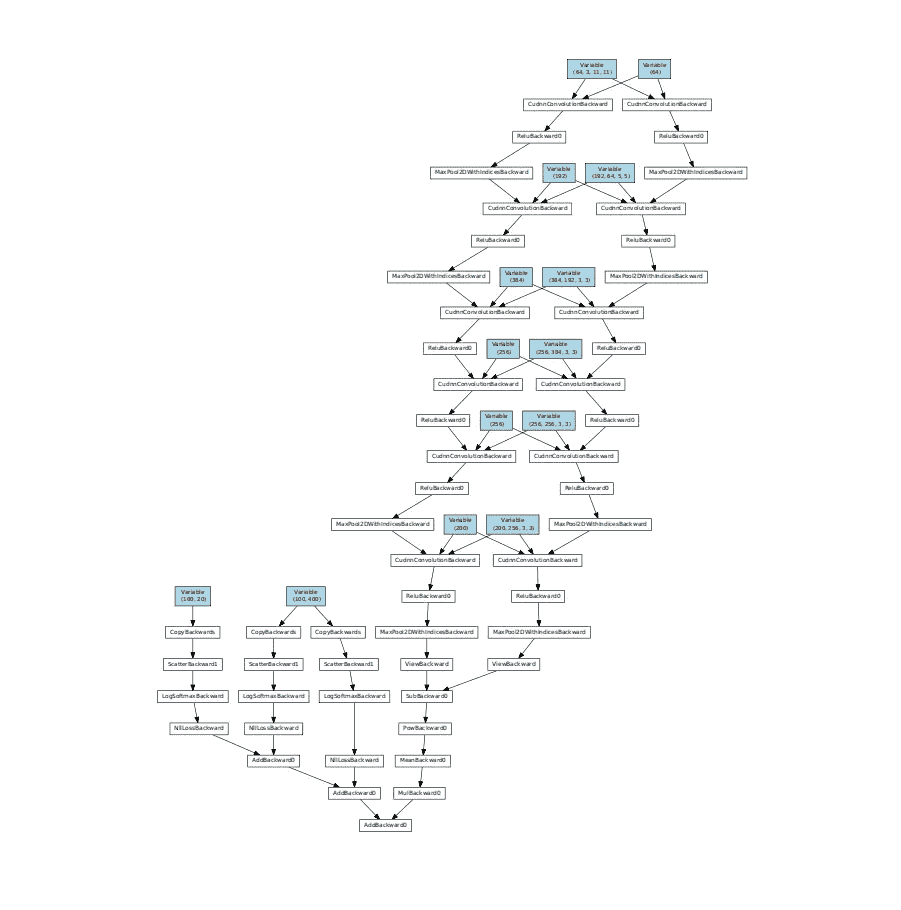 Variable
(64, 3, 11, 11)
Variable
(64)
CudnnConvolutionBackward
CudnnConvolutionBackward
ReluBackward0
ReluBackward0
MaxPool2DWithIndicesBackward
Variable
(192)
Variable
(192, 64, 5, 5)
MaxPool2DWithIndicesBackward
CudnnConvolutionBackward
CudnnConvolutionBackward
ReluBackward0
ReluBackward0
MaxPool2DWithIndicesBackward
Variable
(384)
Variable
(384, 192, 3, 3)
MaxPool2DWithIndicesBackward
CudnnConvolutionBackward
CudnnConvolutionBackward
ReluBackward0
Variable
(256)
Variable
(256, 384, 3, 3)
ReluBackward0
CudnnConvolutionBackward
CudnnConvolutionBackward
ReluBackward0
Variable
(256)
Variable
(256, 256, 3, 3)
ReluBackward0
CudnnConvolutionBackward
CudnnConvolutionBackward
ReluBackward0
ReluBackward0
MaxPool2DWithIndicesBackward
Variable
(200)
Variable
(200, 256, 3, 3)
MaxPool2DWithIndicesBackward
CudnnConvolutionBackward
CudnnConvolutionBackward
Variable
(100, 20)
Variable
(100, 400)
ReluBackward0
ReluBackward0
CopyBackwards
CopyBackwards
CopyBackwards
MaxPool2DWithIndicesBackward
MaxPool2DWithIndicesBackward
ScatterBackward1
ScatterBackward1
ScatterBackward1
ViewBackward
ViewBackward
LogSoftmaxBackward
LogSoftmaxBackward
LogSoftmaxBackward
SubBackward0
NllLossBackward
NllLossBackward
PowBackward0
AddBackward0
NllLossBackward
MeanBackward0
AddBackward0
MulBackward0
AddBackward0